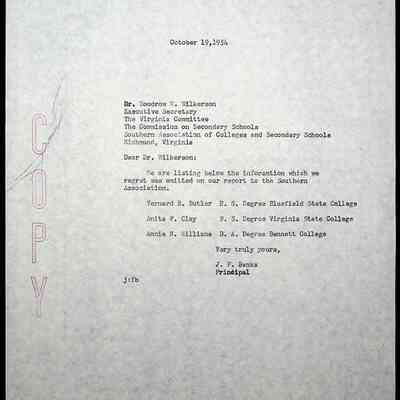 October 19,1954
COPY
Dr. Woodrow W. Wilkerson
Executive Secretary
The Virginia Committee
The Commission on Secondary Schools
Southern Association of Colleges and Secondary Schools
Richmond, Virginia
Dear Dr. Wilkerson:
We are listing below the information which we
regret was omitted on our report to the Southern
Association.
Vernard B. Butler B. S. Degree Bluefield State College
Anita F. Clay B. S. Degree Virginia State College
Annie N. Williams B. A. Degree Bennett College
Very truly yours,
J. F. Banks
Principal
j:fb